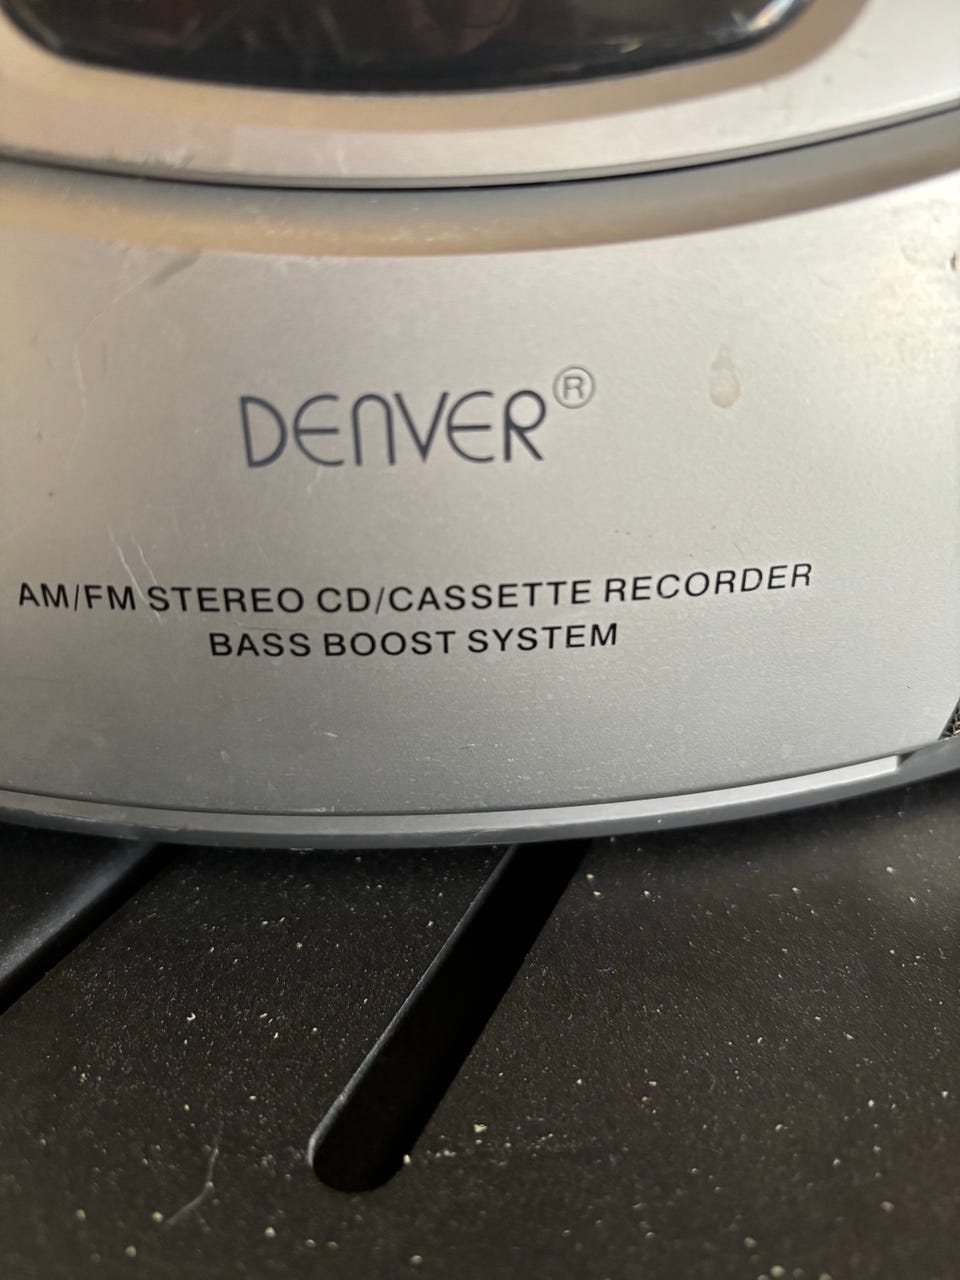 DENVER®
AM/FM STEREO CD/CASSETTE RECORDER
BASS BOOST SYSTEM